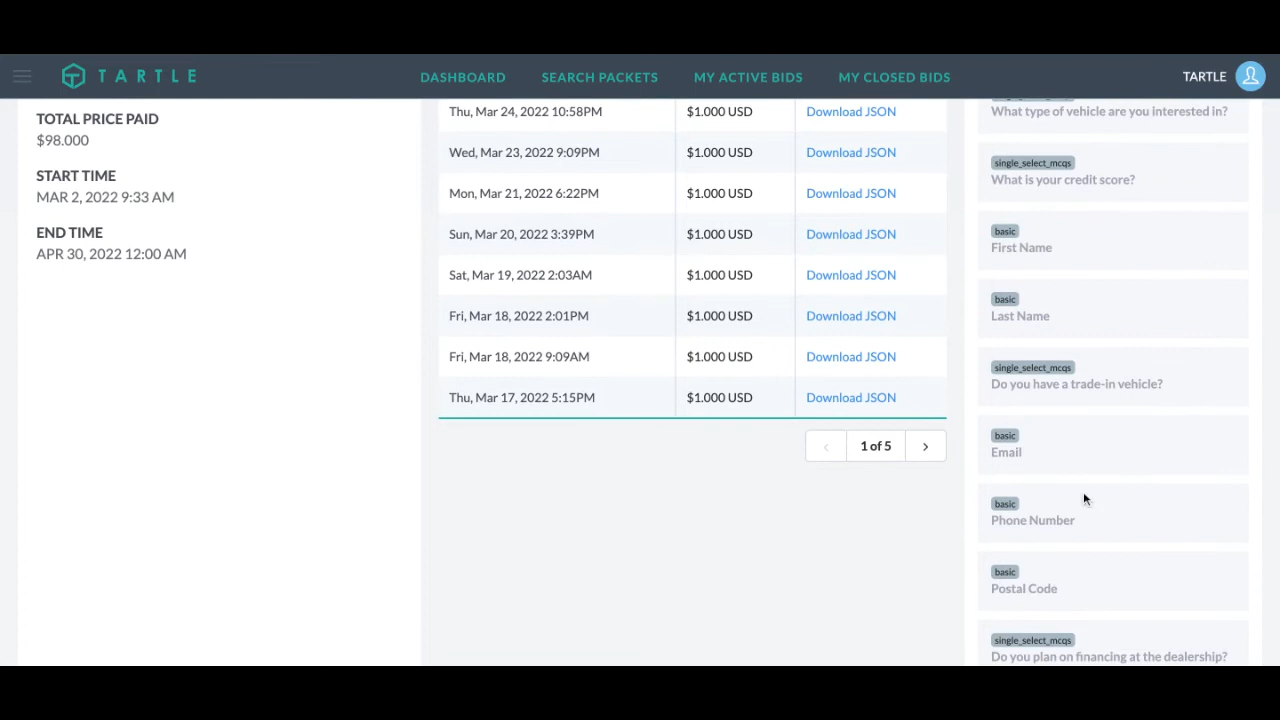 TARTLE
DASHBOARD
SEARCH PACKETS
MY ACTIVE BIDS
MY CLOSED BIDS
TARTLE
TOTAL PRICE PAID
$98.000
START TIME
MAR 2, 2022 9:33 AM
END TIME
APR 30, 2022 12:00 AM
Thu, Mar 24, 2022 10:58PM $1.000 USD Download JSON
Wed, Mar 23, 2022 9:09PM $1.000 USD Download JSON
Mon, Mar 21, 2022 6:22PM $1.000 USD Download JSON
Sun, Mar 20, 2022 3:39PM $1.000 USD Download JSON
Sat, Mar 19, 2022 2:03AM $1.000 USD Download JSON
Fri, Mar 18, 2022 2:01PM $1.000 USD Download JSON
Fri, Mar 18, 2022 9:09AM $1.000 USD Download JSON
Thu, Mar 17, 2022 5:15PM $1.000 USD Download JSON
1 of 5
What type of vehicle are you interested in?
single_select_mcqs
What is your credit score?
basic
First Name
basic
Last Name
single_select_mcqs
Do you have a trade-in vehicle?
basic
Email
basic
Phone Number
basic
Postal Code
single_select_mcqs
Do you plan on financing at the dealership?